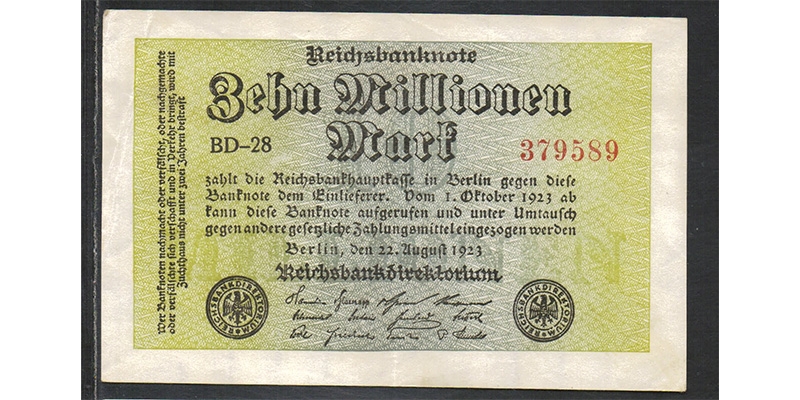 Reichsbanknote
Zehn Millionen
Mark
BD-28
379589
zahlt die Reichsbankhauptkasse in Berlin gegen diese
Banknote dem Einlieferer. Vom 1. Oktober 1923 ab
kann diese Banknote aufgerufen und unter Umtausch
gegen andere gesetzliche Zahlungsmittel eingezogen werden
Berlin, den 22. August 1923
Reichsbankdirektorium
Wer Banknoten nachmacht oder verfälscht, oder nachgemachte
oder verfälschte sich verschafft und in Verkehr bringt, wird mit
Zuchthaus nicht unter zwei Jahren bestraft
REICHSBANKDIREKTORIUM
REICHSBANKDIREKTORIUM